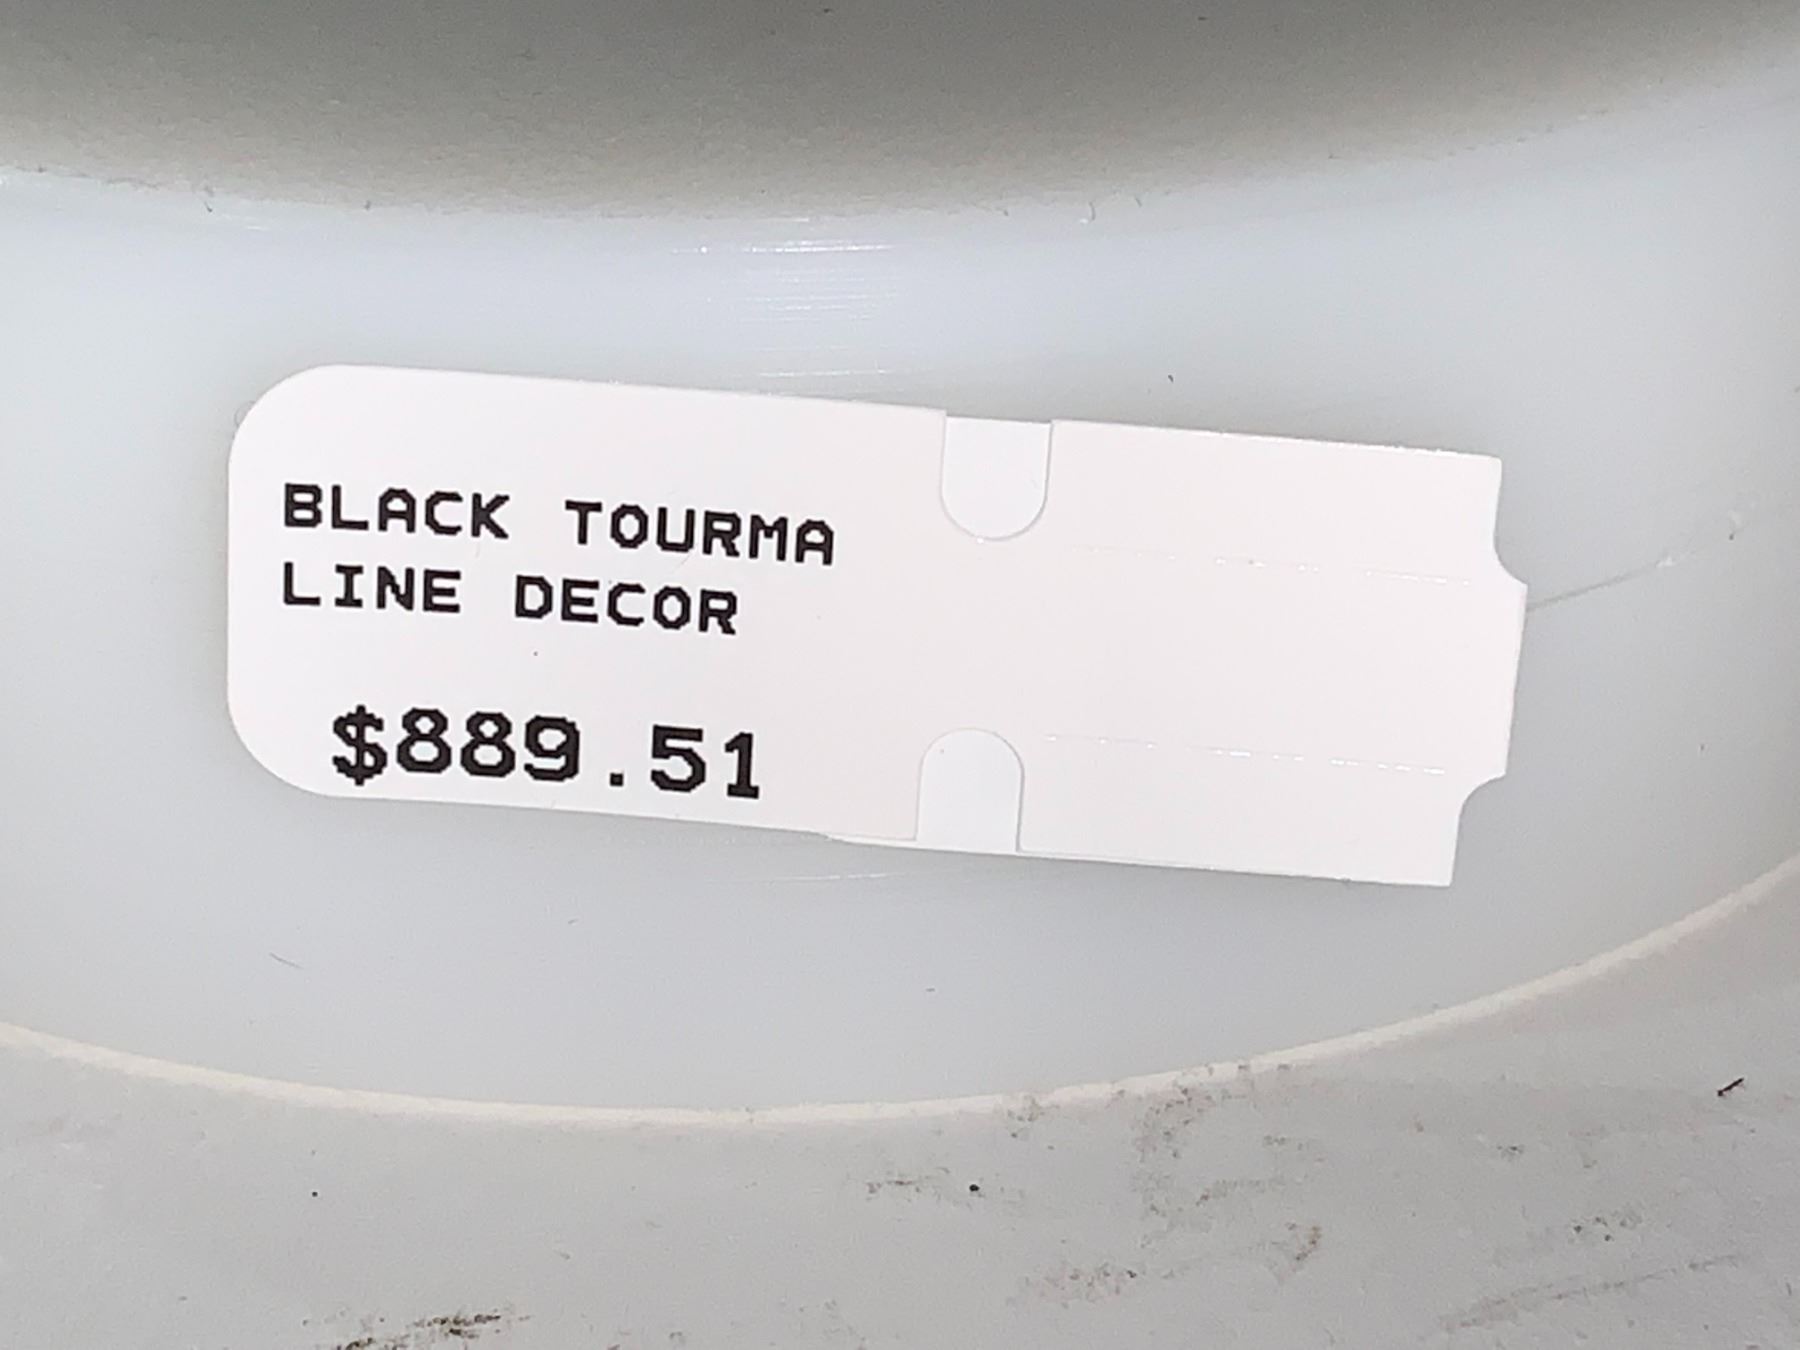 BLACK TOURMA
LINE DECOR
$889.51